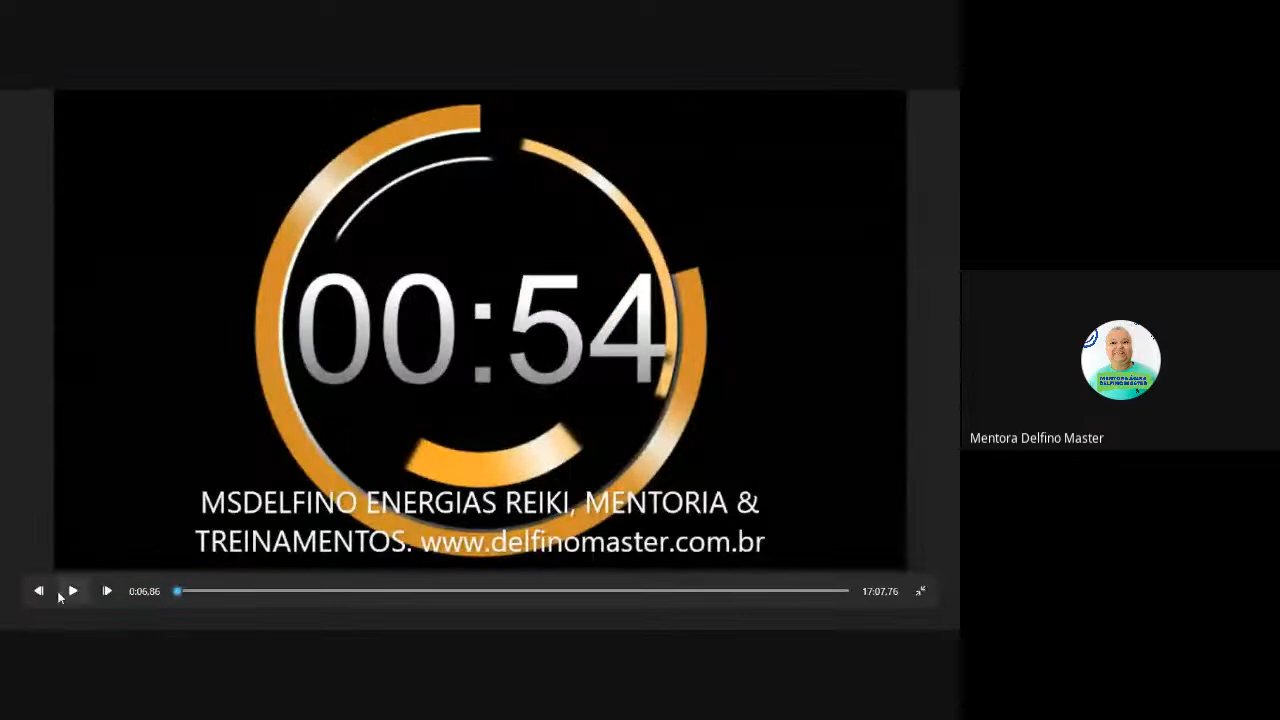 00:54
MSDELFINO ENERGIAS REIKI, MENTORIA &
TREINAMENTOS. www.delfinomaster.com.br
0:06,86
17:07,76
Mentora Delfino Master